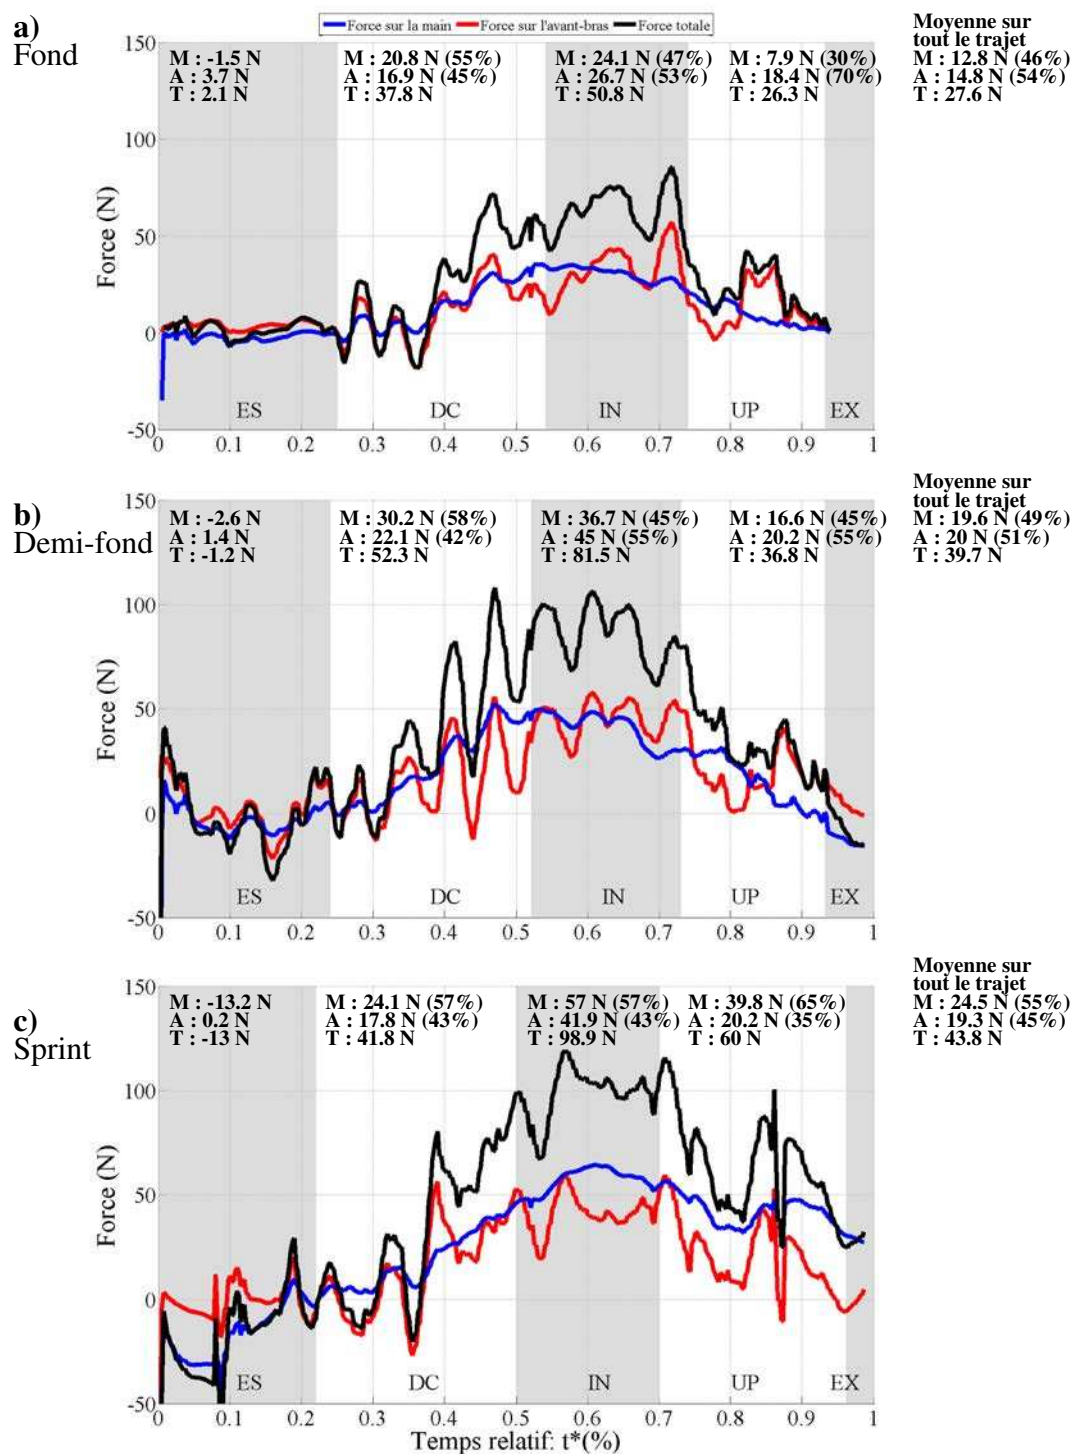 Force sur la main Force sur l'avant-bras Force totale
a)
Fond
M : -1.5 N
A : 3.7 N
T : 2.1 N
M : 20.8 N (55%)
A : 16.9 N (45%)
T : 37.8 N
M : 24.1 N (47%)
A : 26.7 N (53%)
T : 50.8 N
M : 7.9 N (30%)
A : 18.4 N (70%)
T : 26.3 N
Moyenne sur
tout le trajet
M : 12.8 N (46%)
A : 14.8 N (54%)
T : 27.6 N
150
100
50
0
-50
Force (N)
ES DC IN UP EX
0 0.1 0.2 0.3 0.4 0.5 0.6 0.7 0.8 0.9 1
b)
Demi-fond
M : -2.6 N
A : 1.4 N
T : -1.2 N
M : 30.2 N (58%)
A : 22.1 N (42%)
T : 52.3 N
M : 36.7 N (45%)
A : 45 N (55%)
T : 81.5 N
M : 16.6 N (45%)
A : 20.2 N (55%)
T : 36.8 N
Moyenne sur
tout le trajet
M : 19.6 N (49%)
A : 20 N (51%)
T : 39.7 N
150
100
50
0
-50
Force (N)
ES DC IN UP EX
0 0.1 0.2 0.3 0.4 0.5 0.6 0.7 0.8 0.9 1
c)
Sprint
M : -13.2 N
A : 0.2 N
T : -13 N
M : 24.1 N (57%)
A : 17.8 N (43%)
T : 41.8 N
M : 57 N (57%)
A : 41.9 N (43%)
T : 98.9 N
M : 39.8 N (65%)
A : 20.2 N (35%)
T : 60 N
Moyenne sur
tout le trajet
M : 24.5 N (55%)
A : 19.3 N (45%)
T : 43.8 N
150
100
50
0
-50
Force (N)
ES DC IN UP EX
0 0.1 0.2 0.3 0.4 0.5 0.6 0.7 0.8 0.9 1
Temps relatif: t*(%)